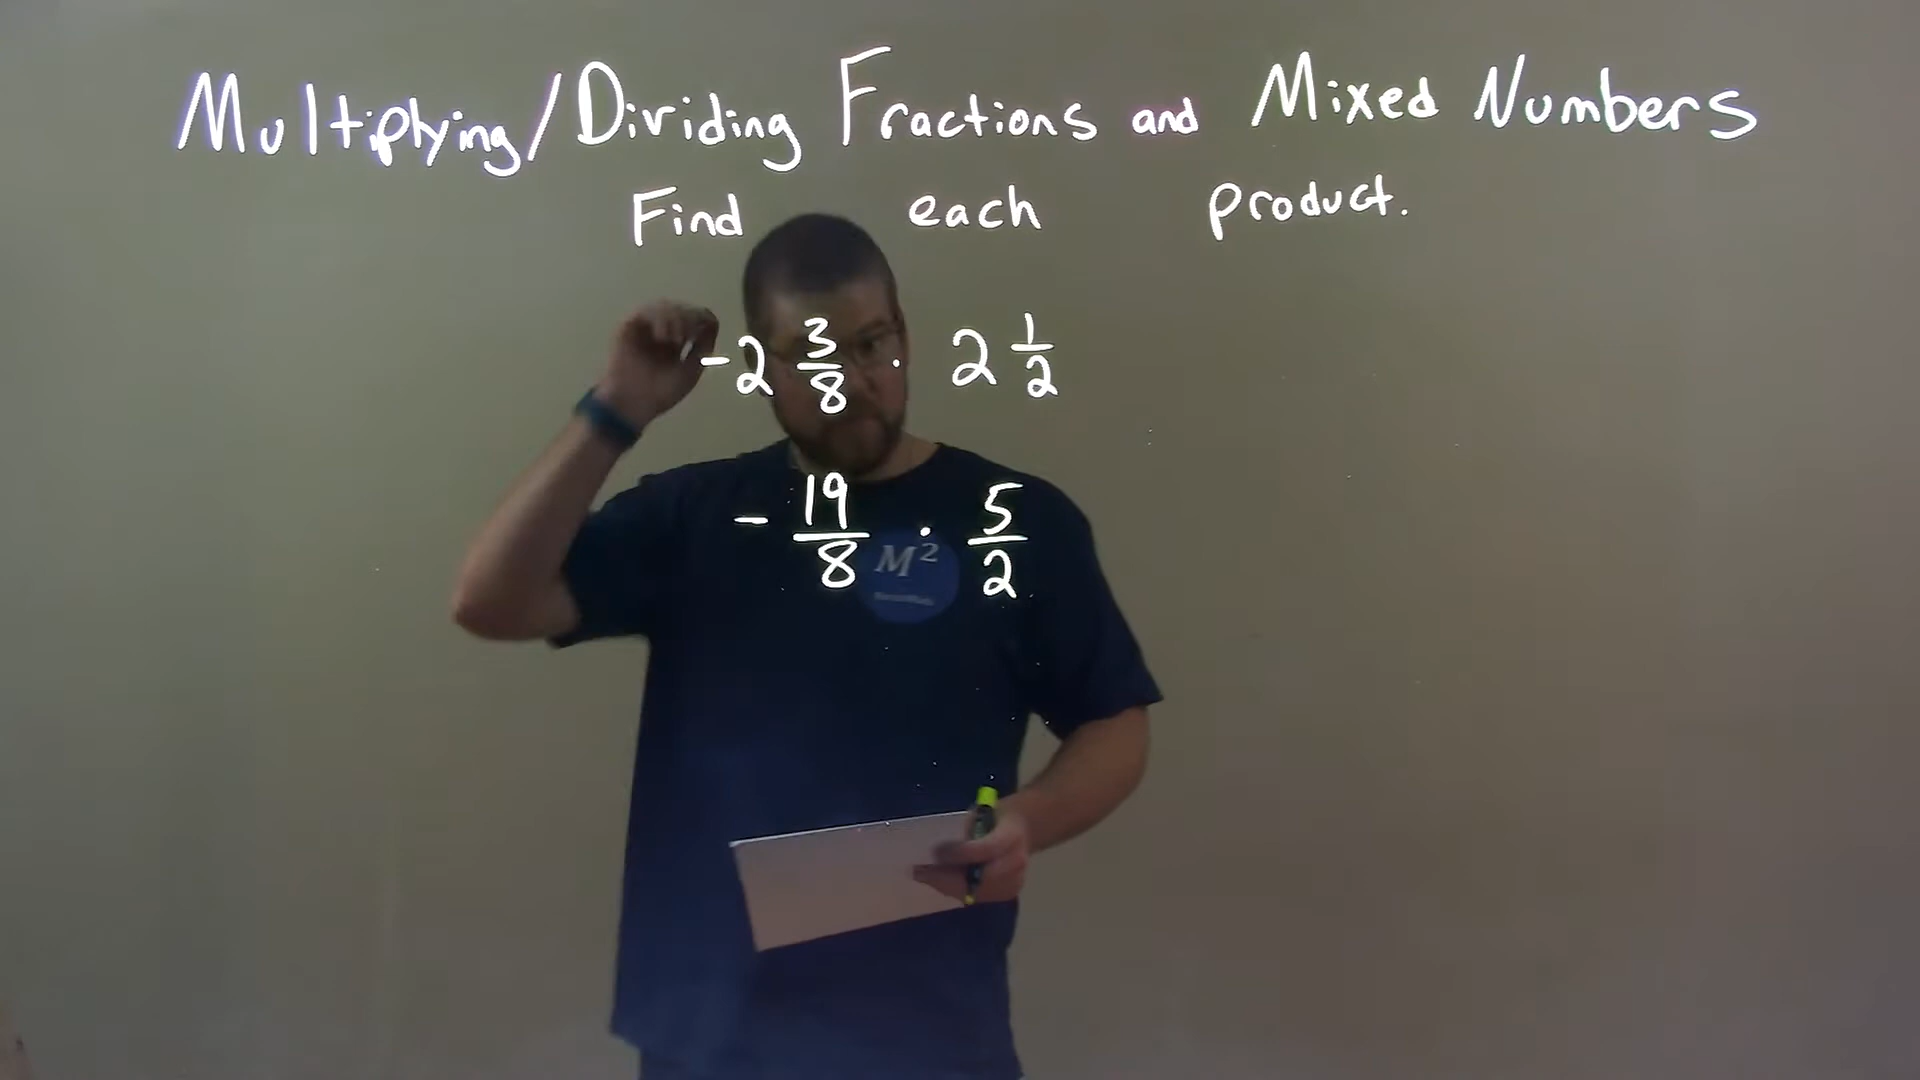 Multiplying/Dividing Fractions and Mixed Numbers
Find each product.
-2 3/8 · 2 1/2
- 19/8 · 5/2
M²